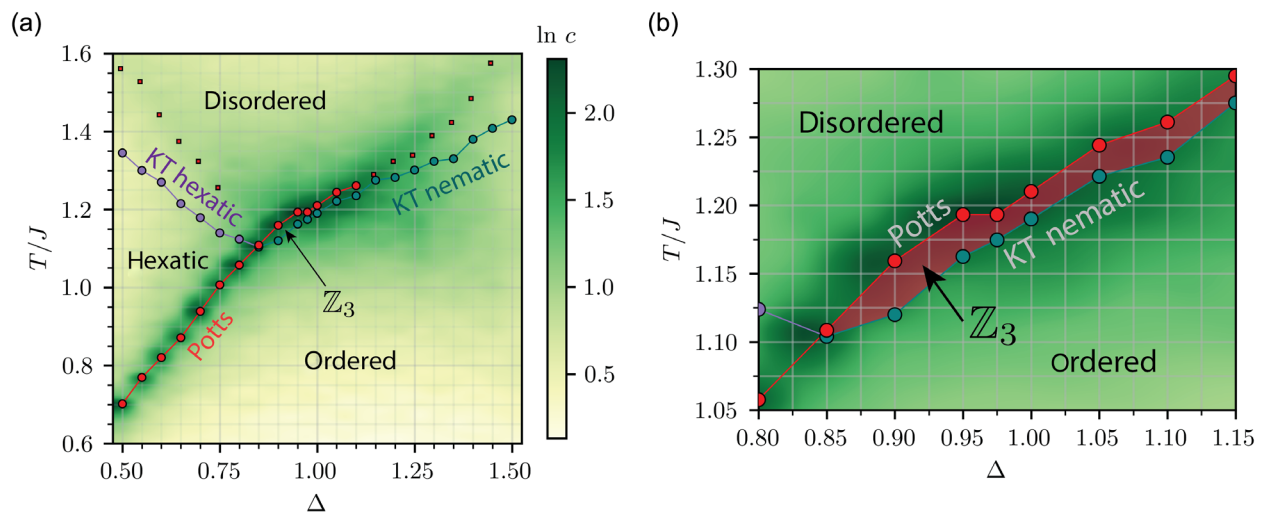 (a)
ln c
1.6
1.4
1.2
1.0
0.8
0.6
T/J
0.50
0.75
1.00
1.25
1.50
Δ
Disordered
KT hexatic
KT nematic
Hexatic
ℤ3
Potts
Ordered
2.0
1.5
1.0
0.5
(b)
1.30
1.25
1.20
1.15
1.10
1.05
T/J
0.80
0.85
0.90
0.95
1.00
1.05
1.10
1.15
Δ
Disordered
Potts
KT nematic
ℤ3
Ordered